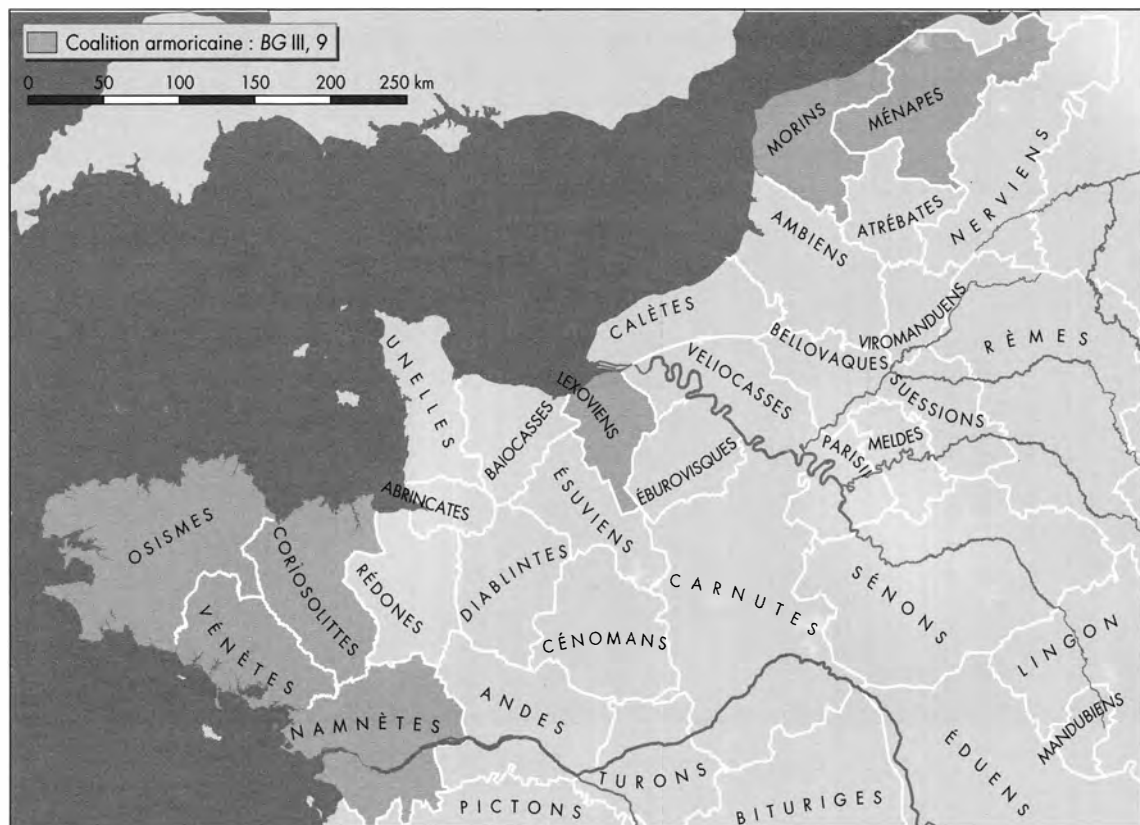 Coalition armoricaine : BG III, 9
0 50 100 150 200 250 km
MORINS
MÉNAPES
NERVIENS
ATRÉBATES
AMBIENS
VIROMANDUENS
CALÈTES
BELLOVAQUES
RÈMES
UNELLES
VELIOCASSES
SUESSIONS
LEXOVIENS
BAIOCASSES
PARISII
MELDES
ÉBUROVISQUES
ABRINCATES
ÉSUVIENS
OSISMES
CORIOSOLITTES
RÉDONES
DIABLINTES
CARNUTES
SÉNONS
VÉNÈTES
CÉNOMANS
LINGON
NAMNÈTES
ANDES
MANDUBIENS
ÉDUENS
TURONS
PICTONS
BITURIGES